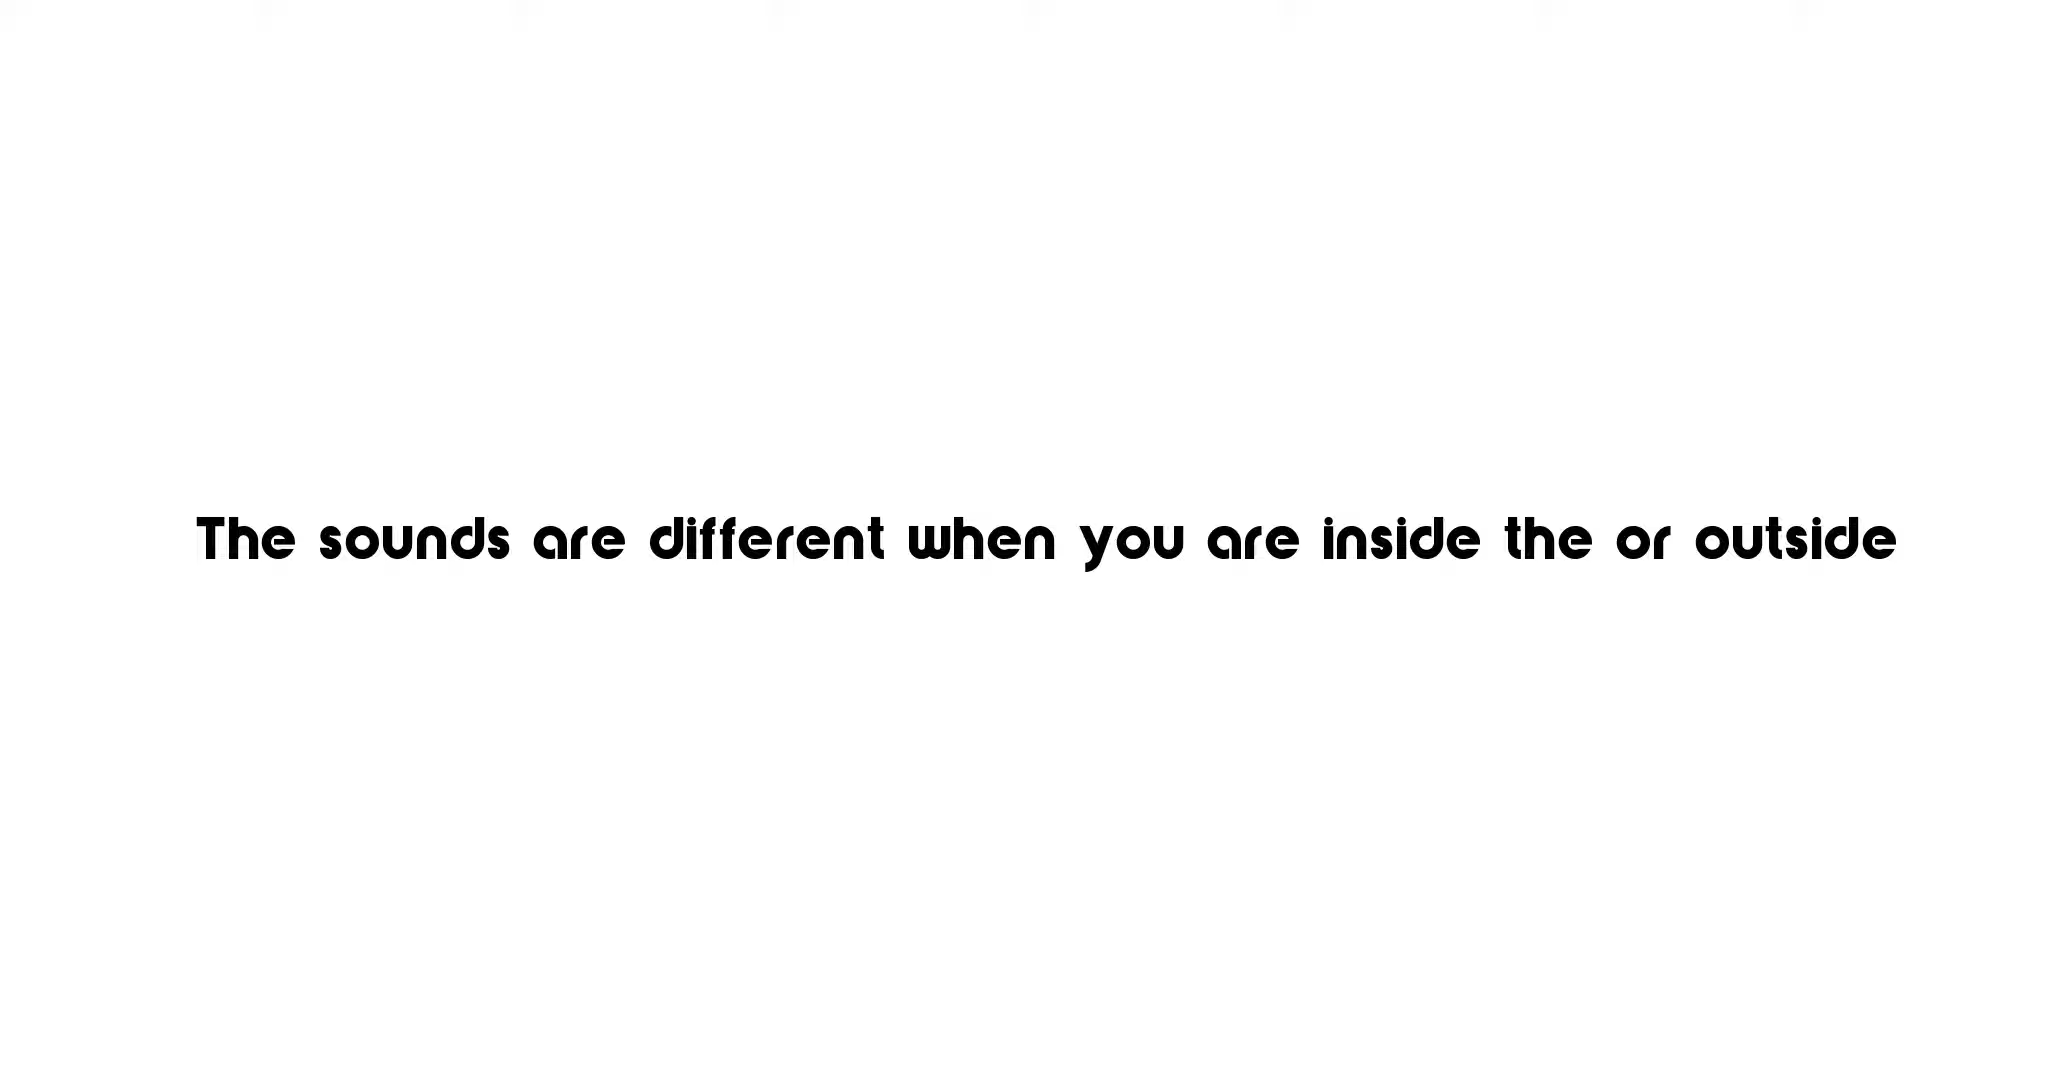 The sounds are different when you are inside the or outside